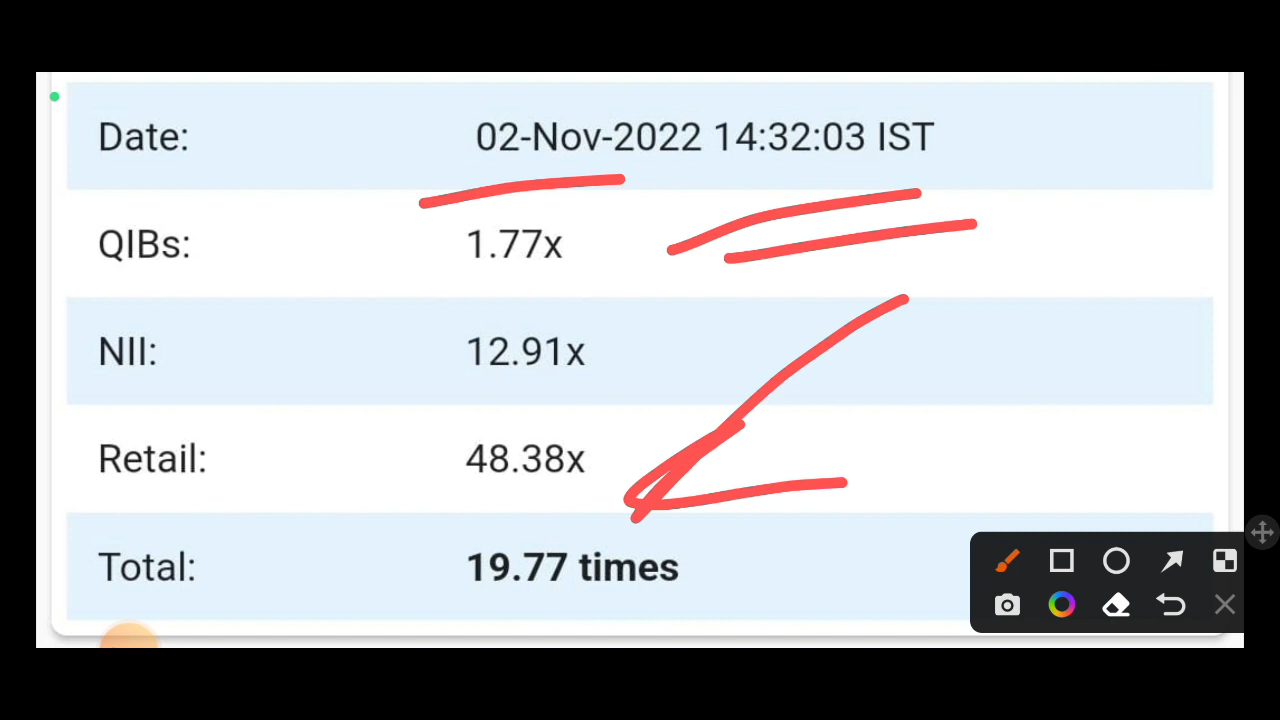 Date: 02-Nov-2022 14:32:03 IST
QIBs: 1.77x
NII: 12.91x
Retail: 48.38x
Total: 19.77 times